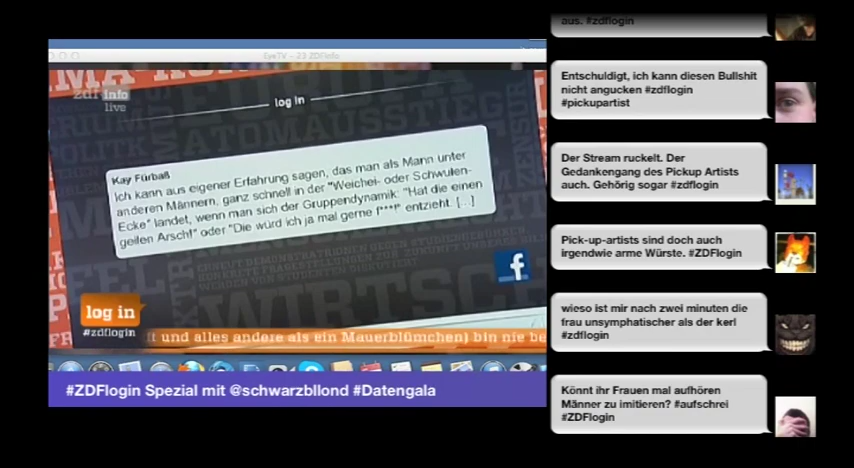 EyeTV – 23 ZDFinfo
zdf info
live
log in
ATOMAUSSTIEG
POLITIK
Kay Fürbaß
Ich kann aus eigener Erfahrung sagen, das man als Mann unter
anderen Männern, ganz schnell in der "Weichei- oder Schwulen-
Ecke" landet, wenn man sich der Gruppendynamik: "Hat die einen
geilen Arsch!" oder "Die würd ich ja mal gerne f***!" entzieht. [...]
WIRTSCH
f
log in
#zdflogin
t und alles andere als ein Mauerblümchen) bin nie be
#ZDFlogin Spezial mit @schwarzbllond #Datengala
aus. #zdflogin
Entschuldigt, ich kann diesen Bullshit
nicht angucken #zdflogin
#pickupartist
Der Stream ruckelt. Der
Gedankengang des Pickup Artists
auch. Gehörig sogar #zdflogin
Pick-up-artists sind doch auch
irgendwie arme Würste. #ZDFlogin
wieso ist mir nach zwei minuten die
frau unsymphatischer als der kerl
#zdflogin
Könnt ihr Frauen mal aufhören
Männer zu imitieren? #aufschrei
#ZDFlogin